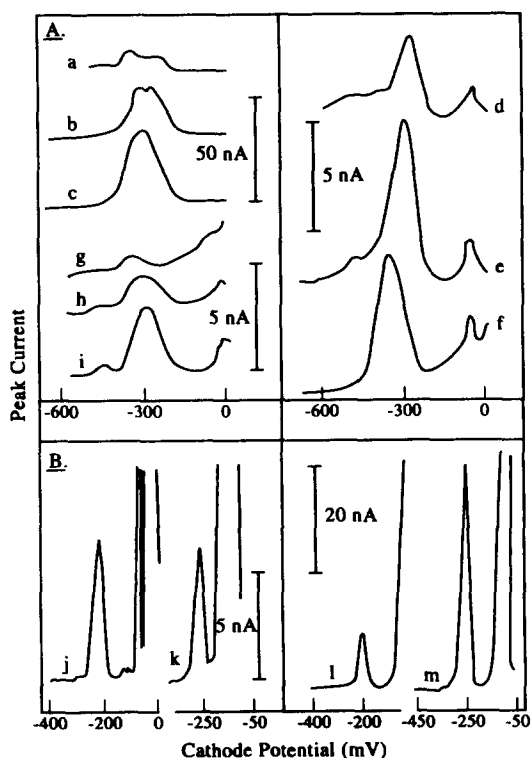 A.
a
b
c
50 nA
g
h
i
5 nA
-600
-300
0
d
5 nA
e
f
-600
-300
0
Peak Current
B.
j
k
5 nA
-400
-200
0
-250
-50
20 nA
l
m
-400
-200
-450
-250
-50
Cathode Potential (mV)